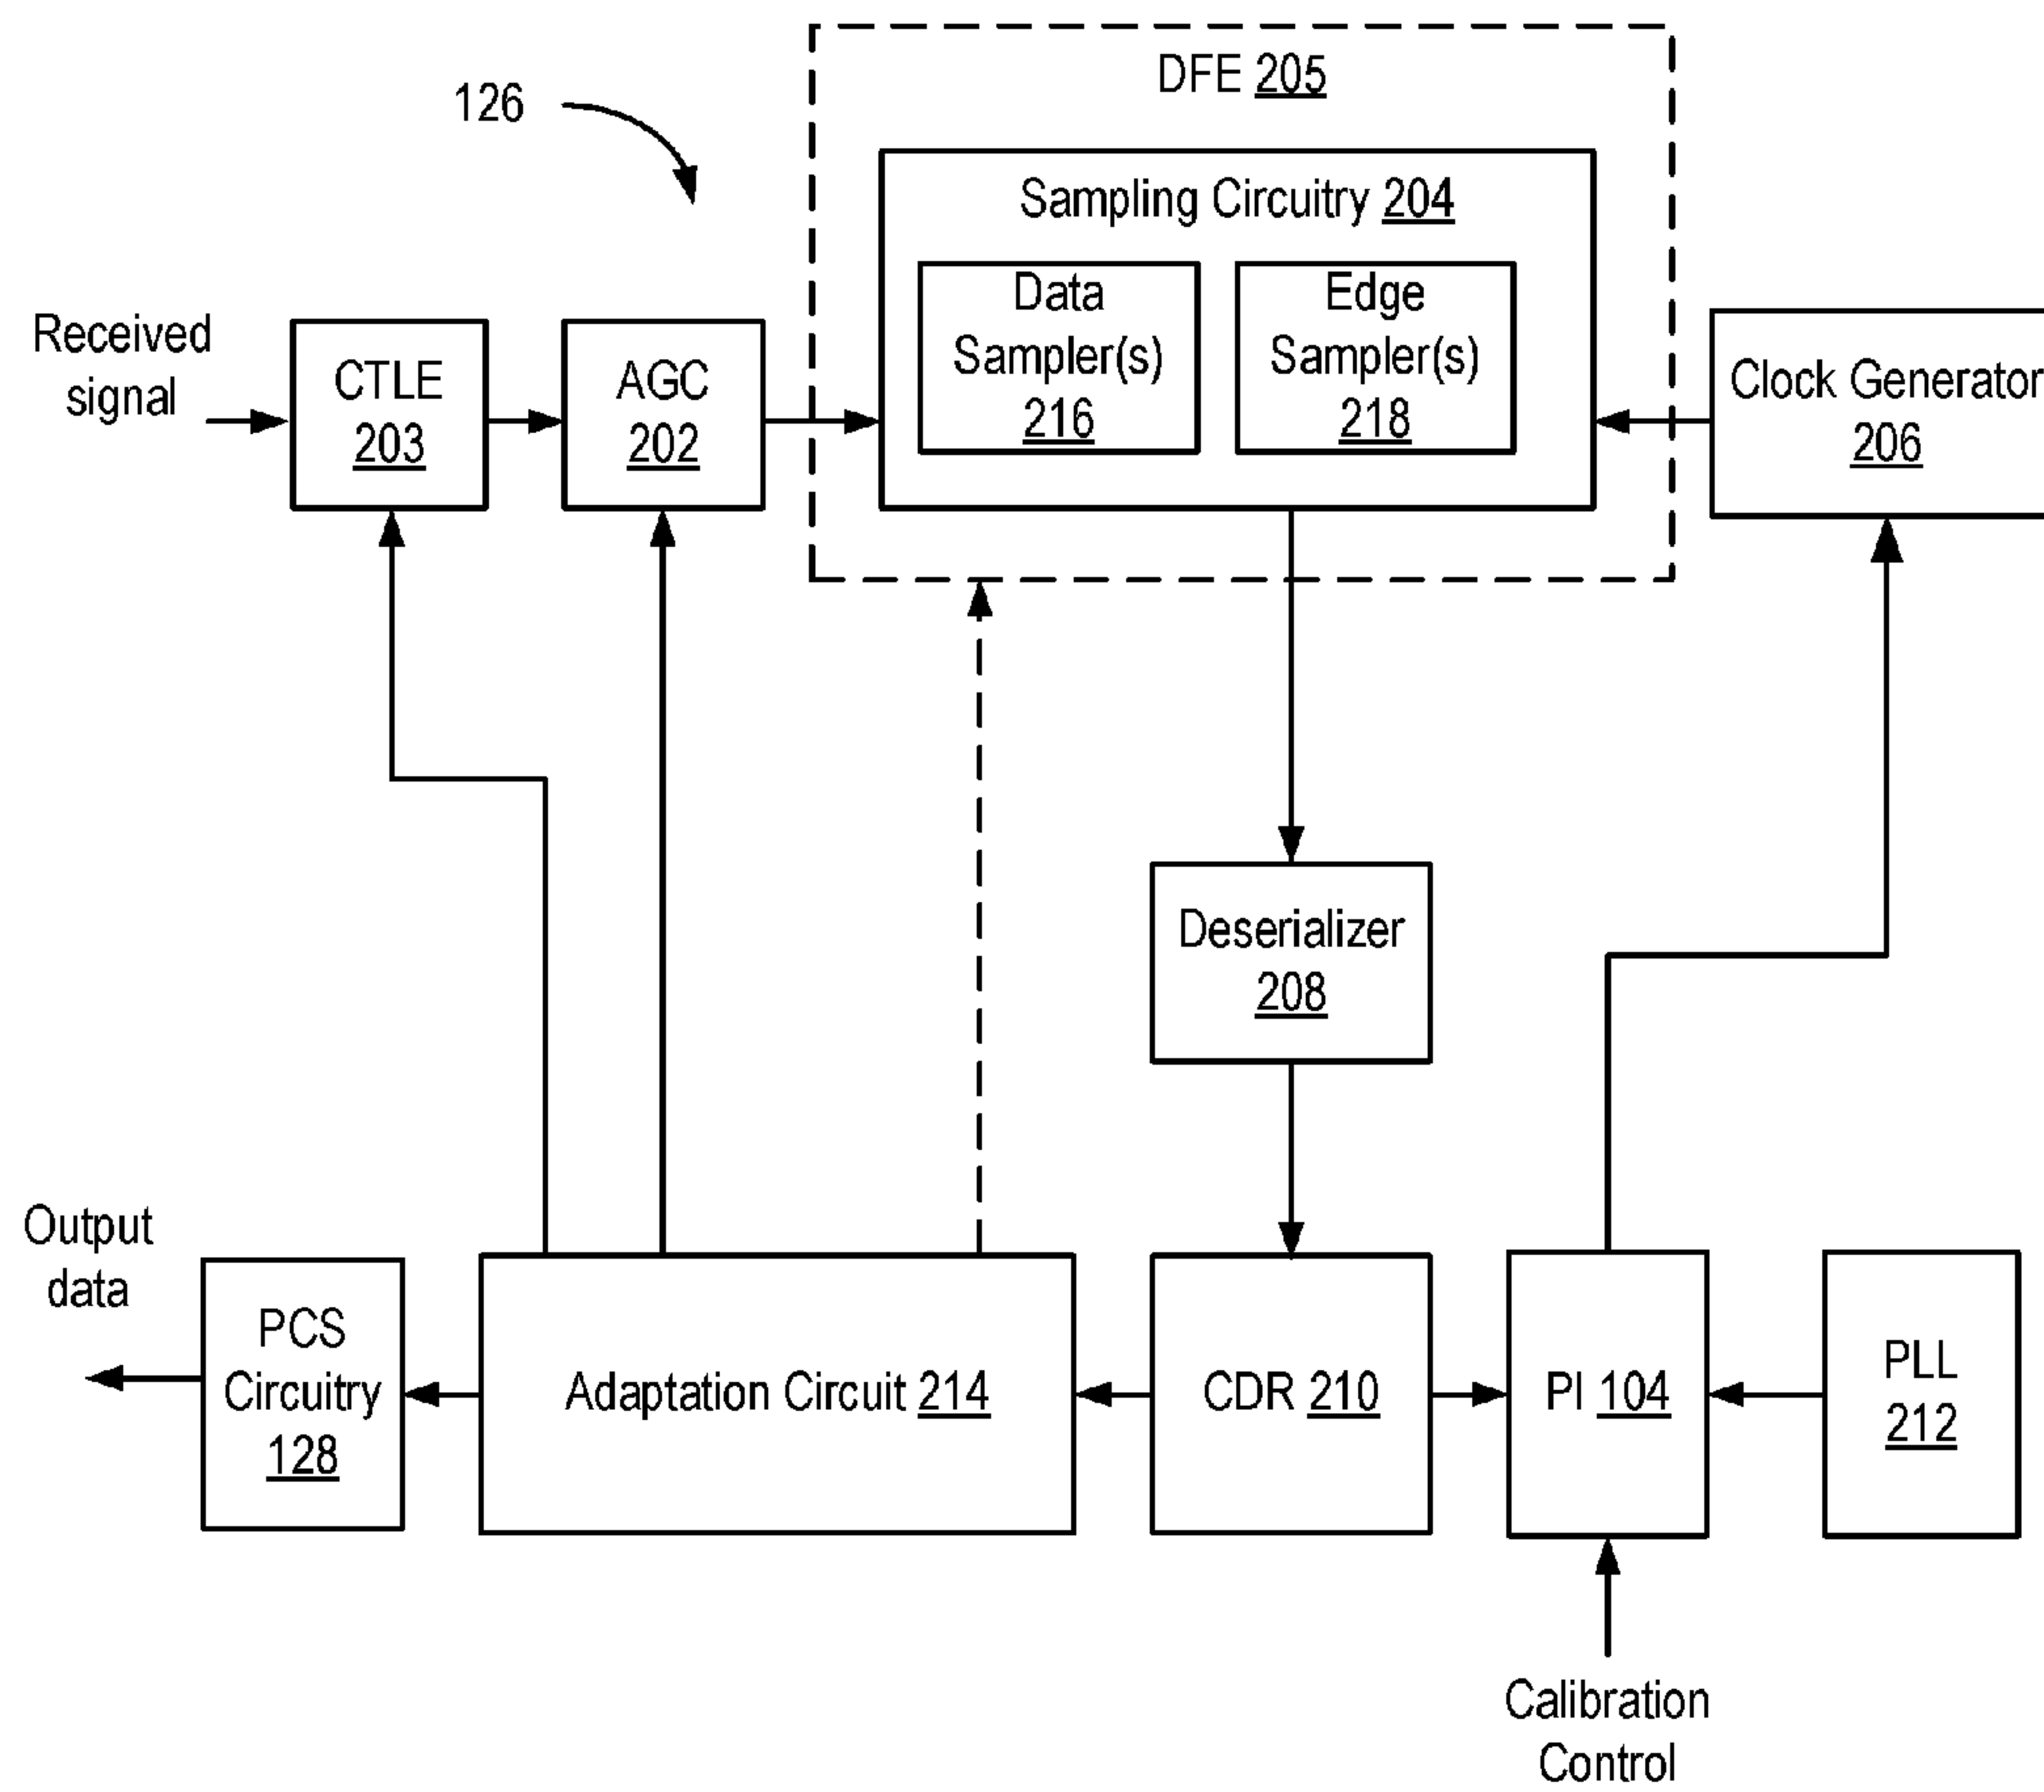 DFE 205
126
Sampling Circuitry 204
Data
Sampler(s)
216
Edge
Sampler(s)
218
Received
signal
CTLE
203
AGC
202
Clock Generator
206
Deserializer
208
Output
data
PCS
Circuitry
128
Adaptation Circuit 214
CDR 210
PI 104
PLL
212
Calibration
Control